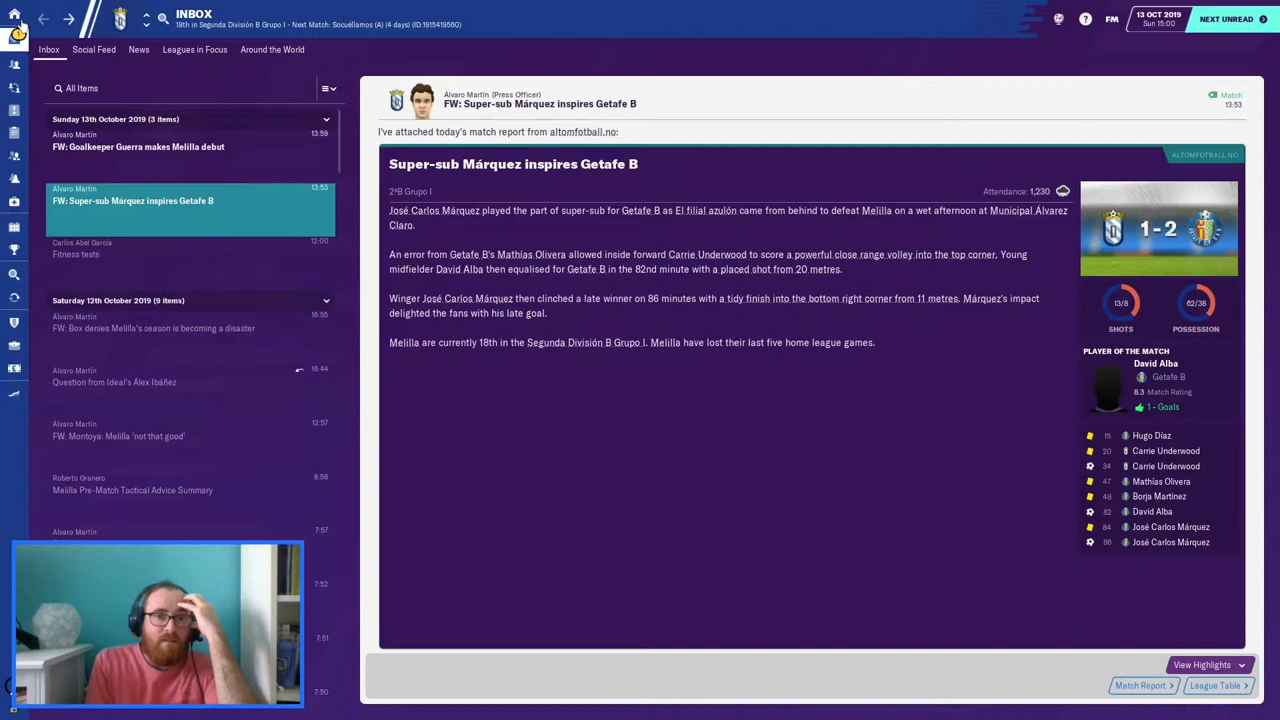 INBOX
18th in Segunda División B Grupo I - Next Match: Socuéllamos (A) (4 days) (ID:1915419560)
FM
13 OCT 2019
Sun 15:00
NEXT UNREAD
Inbox
Social Feed
News
Leagues in Focus
Around the World
All Items
Sunday 13th October 2019 (3 items)
Álvaro Martín
13:59
FW: Goalkeeper Guerra makes Melilla debut
Álvaro Martín
13:53
FW: Super-sub Márquez inspires Getafe B
Carlos Abel García
12:00
Fitness tests
Saturday 12th October 2019 (9 items)
Álvaro Martín
16:55
FW: Box denies Melilla's season is becoming a disaster
Álvaro Martín
16:44
Question from Ideal's Álex Ibáñez
Álvaro Martín
12:57
FW: Montoya: Melilla 'not that good'
Roberto Granero
8:58
Melilla Pre-Match Tactical Advice Summary
Álvaro Martín
7:57
7:52
7:51
7:50
Álvaro Martín (Press Officer)
FW: Super-sub Márquez inspires Getafe B
Match
13:53
I've attached today's match report from altomfotball.no:
Super-sub Márquez inspires Getafe B
ALTOMFOTBALL.NO
2ªB Grupo I
Attendance: 1,230
José Carlos Márquez played the part of super-sub for Getafe B as El filial azulón came from behind to defeat Melilla on a wet afternoon at Municipal Álvarez
Claro.
An error from Getafe B's Mathías Olivera allowed inside forward Carrie Underwood to score a powerful close range volley into the top corner. Young
midfielder David Alba then equalised for Getafe B in the 82nd minute with a placed shot from 20 metres.
Winger José Carlos Márquez then clinched a late winner on 86 minutes with a tidy finish into the bottom right corner from 11 metres. Márquez's impact
delighted the fans with his late goal.
Melilla are currently 18th in the Segunda División B Grupo I. Melilla have lost their last five home league games.
1-2
13/8
62/38
SHOTS
POSSESSION
PLAYER OF THE MATCH
David Alba
Getafe B
8.3 Match Rating
1 - Goals
15 Hugo Díaz
20 Carrie Underwood
34 Carrie Underwood
47 Mathías Olivera
48 Borja Martínez
82 David Alba
84 José Carlos Márquez
86 José Carlos Márquez
View Highlights
Match Report
League Table